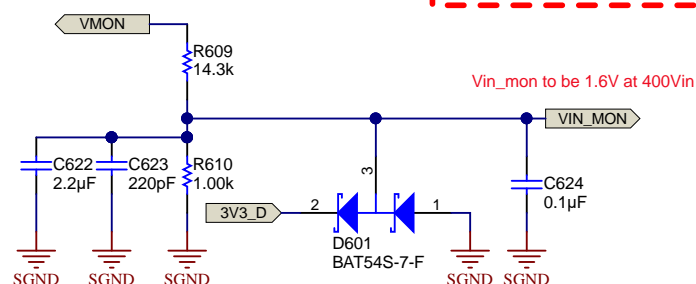 VMON
R609
14.3k
Vin_mon to be 1.6V at 400Vin
VIN_MON
C622
2.2µF
C623
220pF
R610
1.00k
3
C624
0.1µF
3V3_D
2
1
D601
BAT54S-7-F
SGND
SGND
SGND
SGND
SGND